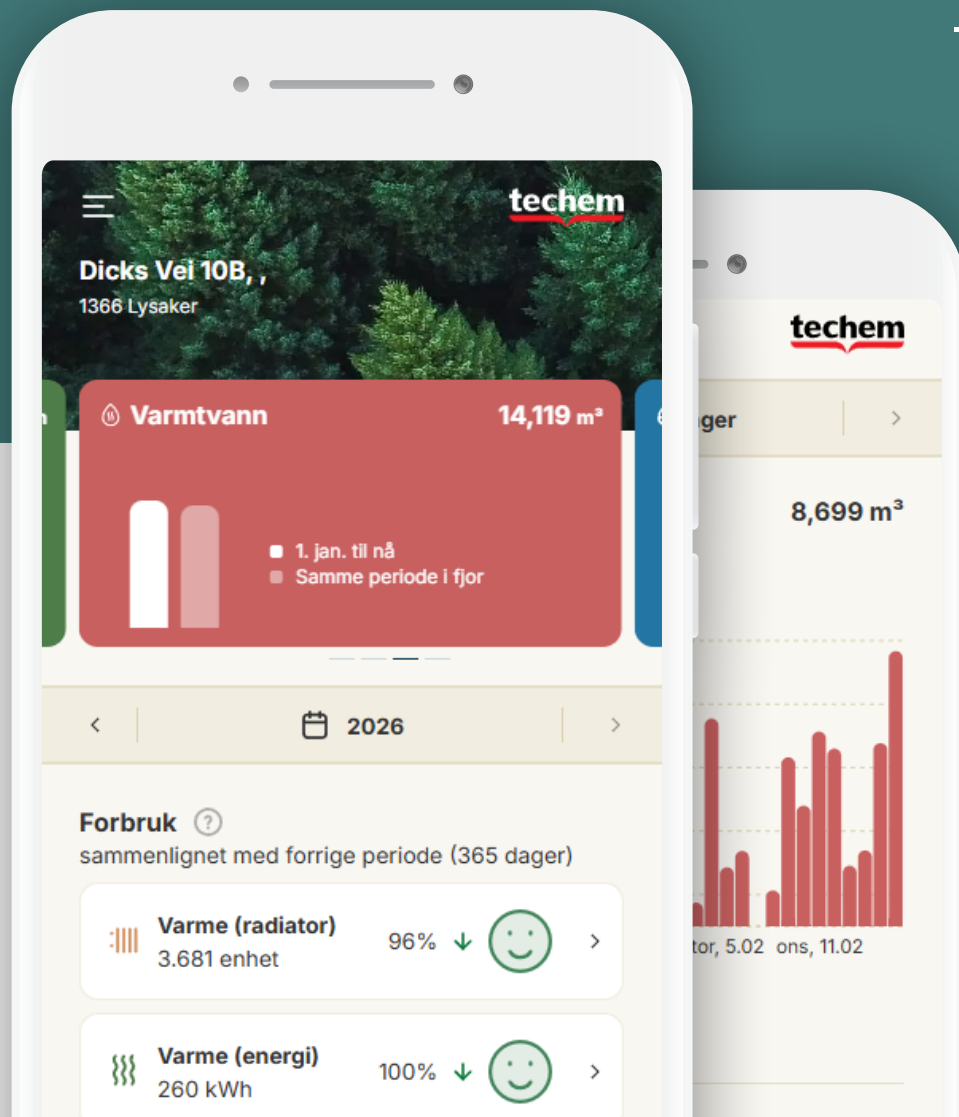 techem
Dicks Vei 10B, ,
1366 Lysaker
Varmtvann
14,119 m³
1. jan. til nå
Samme periode i fjor
2026
Forbruk ?
sammenlignet med forrige periode (365 dager)
Varme (radiator)
3.681 enhet
96%
Varme (energi)
260 kWh
100%
techem
8,699 m³
tor, 5.02
ons, 11.02